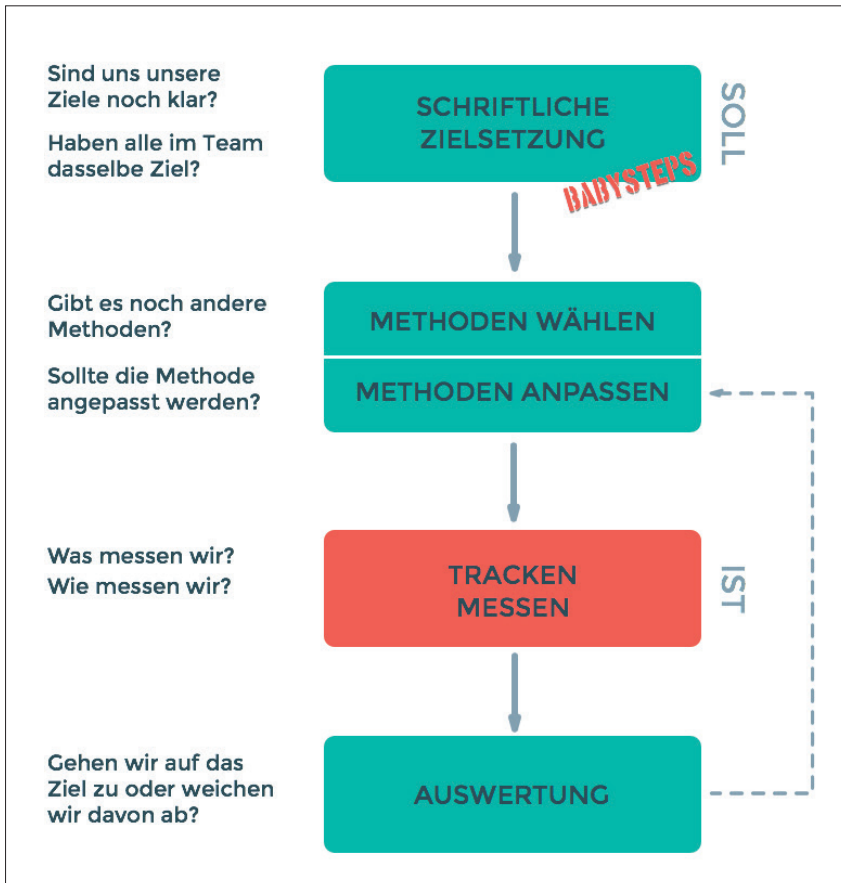 Sind uns unsere
Ziele noch klar?
Haben alle im Team
dasselbe Ziel?
SCHRIFTLICHE
ZIELSETZUNG
BABYSTEPS
SOLL
Gibt es noch andere
Methoden?
METHODEN WÄHLEN
Sollte die Methode
angepasst werden?
METHODEN ANPASSEN
Was messen wir?
Wie messen wir?
TRACKEN
MESSEN
IST
Gehen wir auf das
Ziel zu oder weichen
wir davon ab?
AUSWERTUNG